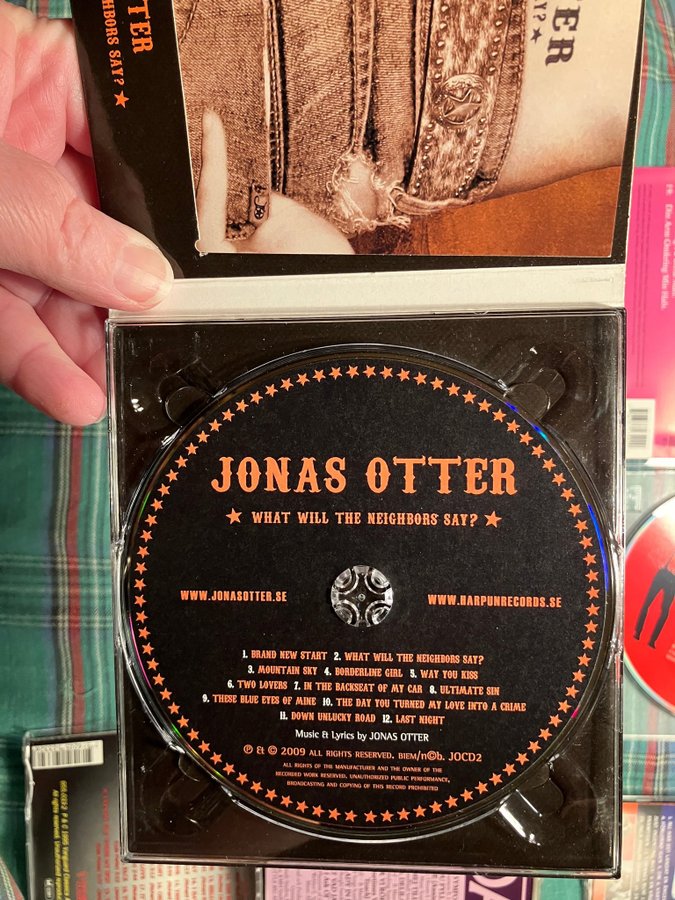 OTTER
NEIGHBORS SAY? ★
TTER
SAY? ★
JONAS OTTER
★ WHAT WILL THE NEIGHBORS SAY? ★
WWW.JONASOTTER.SE
WWW.HARPUNRECORDS.SE
1. BRAND NEW START 2. WHAT WILL THE NEIGHBORS SAY?
3. MOUNTAIN SKY 4. BORDERLINE GIRL 5. WAY YOU KISS
6. TWO LOVERS 7. IN THE BACKSEAT OF MY CAR 8. ULTIMATE SIN
9. THESE BLUE EYES OF MINE 10. THE DAY YOU TURNED MY LOVE INTO A CRIME
11. DOWN UNLUCKY ROAD 12. LAST NIGHT
Music & Lyrics by JONAS OTTER
℗ & © 2009 ALL RIGHTS RESERVED. BIEM/n©b. JOCD2
ALL RIGHTS OF THE MANUFACTURER AND THE OWNER OF THE
RECORDED WORK RESERVED. UNAUTHORIZED PUBLIC PERFORMANCE,
BROADCASTING AND COPYING OF THIS RECORD PROHIBITED